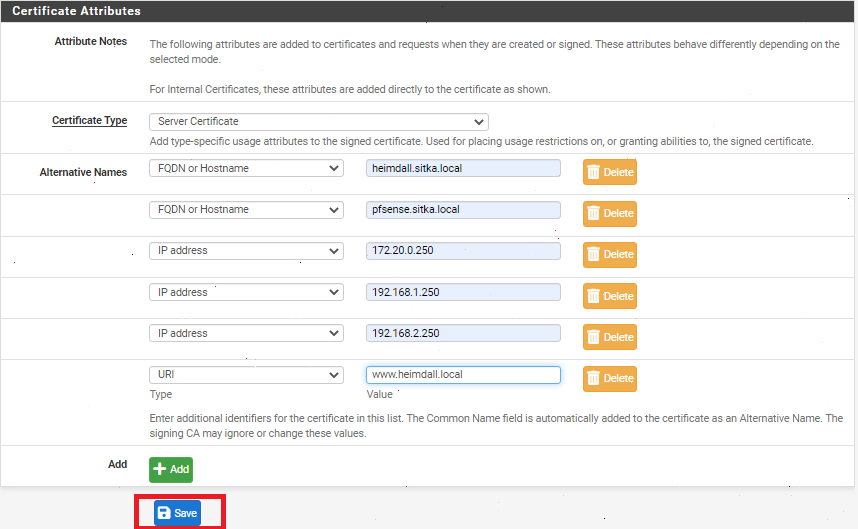 Certificate Attributes
Attribute Notes
The following attributes are added to certificates and requests when they are created or signed. These attributes behave differently depending on the
selected mode.
For Internal Certificates, these attributes are added directly to the certificate as shown.
Certificate Type
Server Certificate
Add type-specific usage attributes to the signed certificate. Used for placing usage restrictions on, or granting abilities to, the signed certificate.
Alternative Names
FQDN or Hostname
heimdall.sitka.local
Delete
FQDN or Hostname
pfsense.sitka.local
Delete
IP address
172.20.0.250
Delete
IP address
192.168.1.250
Delete
IP address
192.168.2.250
Delete
URI
www.heimdall.local
Delete
Type
Value
Enter additional identifiers for the certificate in this list. The Common Name field is automatically added to the certificate as an Alternative Name. The
signing CA may ignore or change these values.
Add
Add
Save